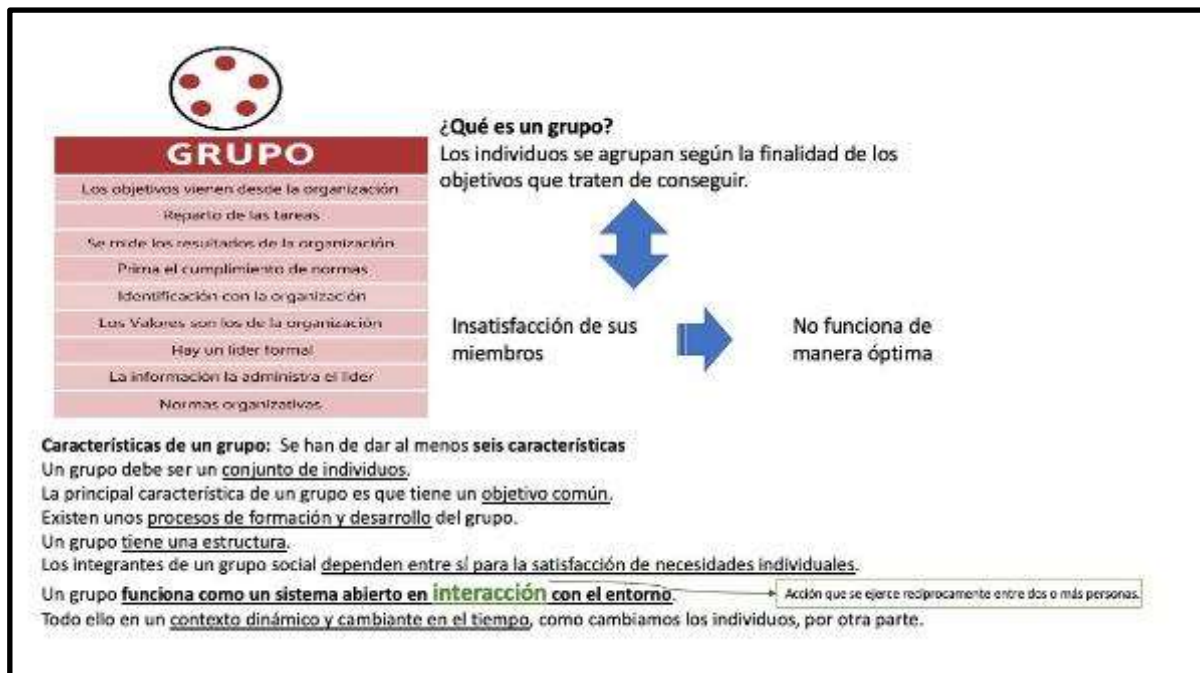 GRUPO
Los objetivos vienen desde la organización
Reparto de las tareas
Se mide los resultados de la organización
Prima el cumplimiento de normas
Identificación con la organización
Los Valores son los de la organización
Hay un lider formal
La información la administra el lider
Normas organizativas
¿Qué es un grupo?
Los individuos se agrupan según la finalidad de los
objetivos que traten de conseguir.
Insatisfacción de sus
miembros
No funciona de
manera óptima
Características de un grupo: Se han de dar al menos seis características
Un grupo debe ser un conjunto de individuos.
La principal característica de un grupo es que tiene un objetivo común.
Existen unos procesos de formación y desarrollo del grupo.
Un grupo tiene una estructura.
Los integrantes de un grupo social dependen entre sí para la satisfacción de necesidades individuales.
Un grupo funciona como un sistema abierto en interacción con el entorno.
Acción que se ejerce recíprocamente entre dos o más personas.
Todo ello en un contexto dinámico y cambiante en el tiempo, como cambiamos los individuos, por otra parte.